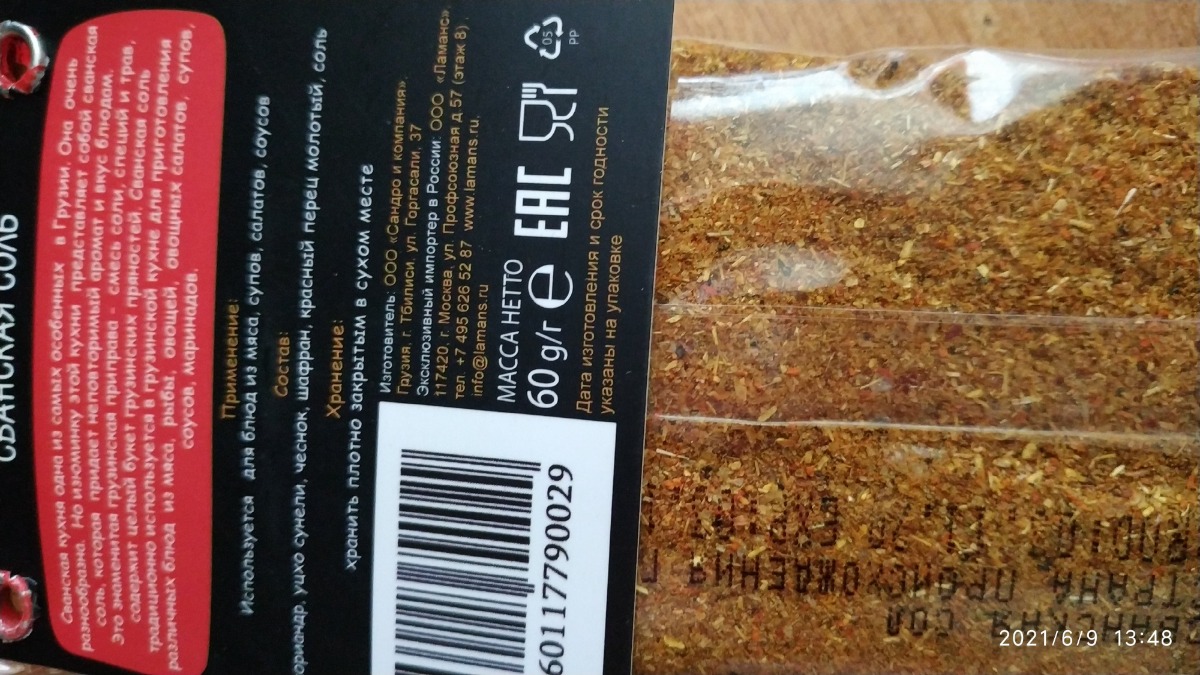 СВАНСКАЯ СОЛЬ
Сванская кухня одна из самых особенных в Грузии. Она очень
разнообразна. Но изюминку этой кухни представляет собой сванская
соль, которая придает неповторимый аромат и вкус блюдам.
Это знаменитая грузинская приправа - смесь соли, специй и трав,
содержит целый букет грузинских пряностей. Сванская соль
традиционно используется в грузинской кухне для приготовления
различных блюд из мяса, рыбы, овощей, овощных салатов, супов,
соусов, маринадов.
Применение:
Используется для блюд из мяса, супов, салатов, соусов
Состав:
ориандр, уцхо сунели, чеснок, шафран, красный перец молотый, соль
Хранение:
хранить плотно закрытым в сухом месте
Изготовитель: ООО «Сандро и компания».
Грузия, г. Тбилиси, ул. Горгасали, 37
Эксклюзивный импортер в России: ООО «Ламанс»,
117420, г. Москва, ул. Профсоюзная д.57 (этаж 8),
тел. +7 495 626 52 87 www.lamans.ru,
info@lamans.ru
МАССА НЕТТО
60 g/г e EAC
05
PP
Дата изготовления и срок годности
указаны на упаковке
6011779002​9
ВАНСКАЯ СОЛ
ТРАНА ПРОИСХОЖДЕНИЯ
2021/6/9 13:48